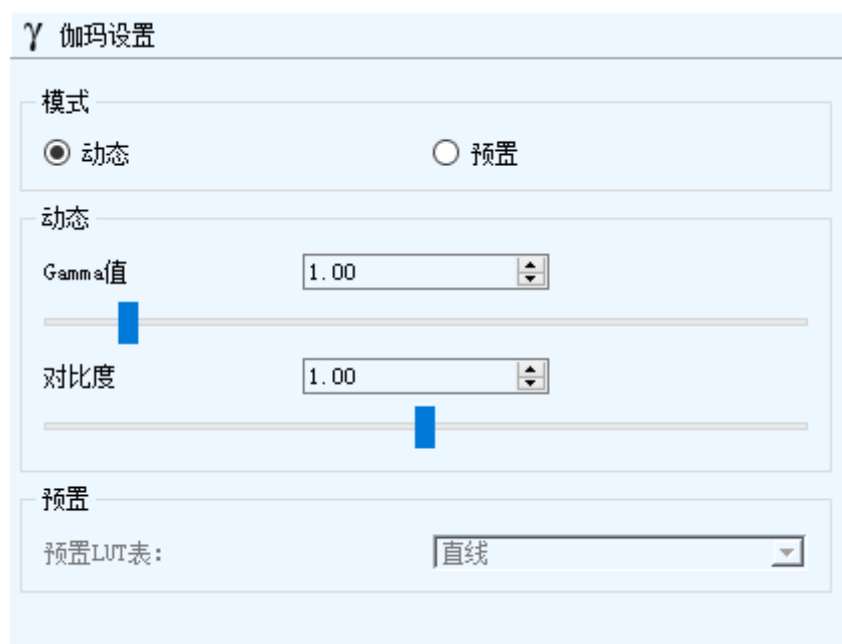 γ 伽玛设置
模式
动态 预置
动态
Gamma值 1.00
对比度 1.00
预置
预置LUT表: 直线